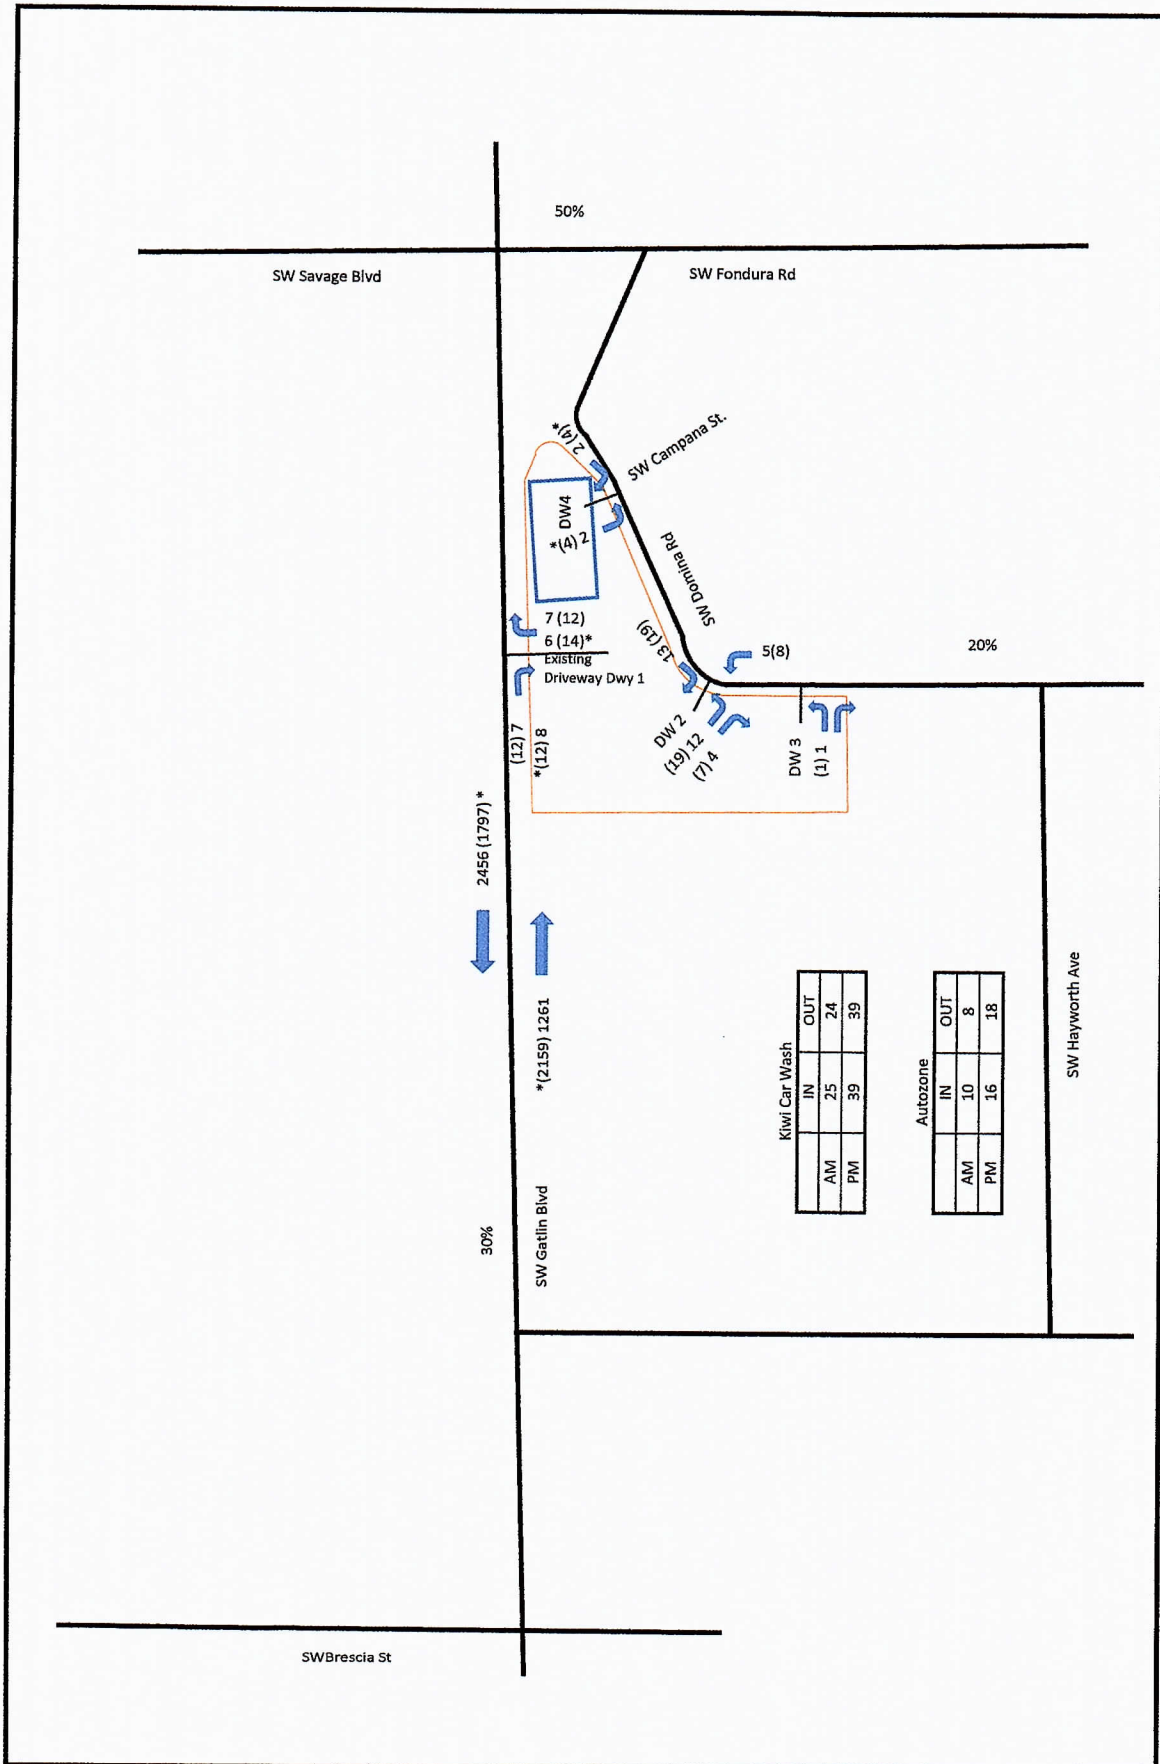 50%
SW Savage Blvd
SW Fondura Rd
2 (4)*
SW Campana St.
DW4
*(4) 2
SW Domina Rd
7 (12)
6 (14)*
Existing
Driveway Dwy 1
13 (19)
5(8)
20%
(12) 7
*(12) 8
DW 2
(19) 12
(7) 4
DW 3
(1) 1
2456 (1797) *
*(2159) 1261
30%
SW Gatlin Blvd
Kiwi Car Wash
IN OUT
AM 25 24
PM 39 39
Autozone
IN OUT
AM 10 8
PM 16 18
SW Hayworth Ave
SWBrescia St